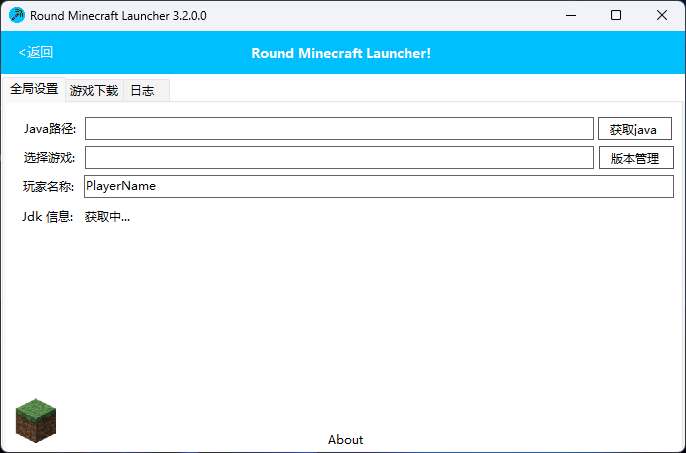 Round Minecraft Launcher 3.2.0.0
<返回
Round Minecraft Launcher!
全局设置 游戏下载 日志
Java路径: 获取java
选择游戏: 版本管理
玩家名称: PlayerName
Jdk 信息: 获取中...
About